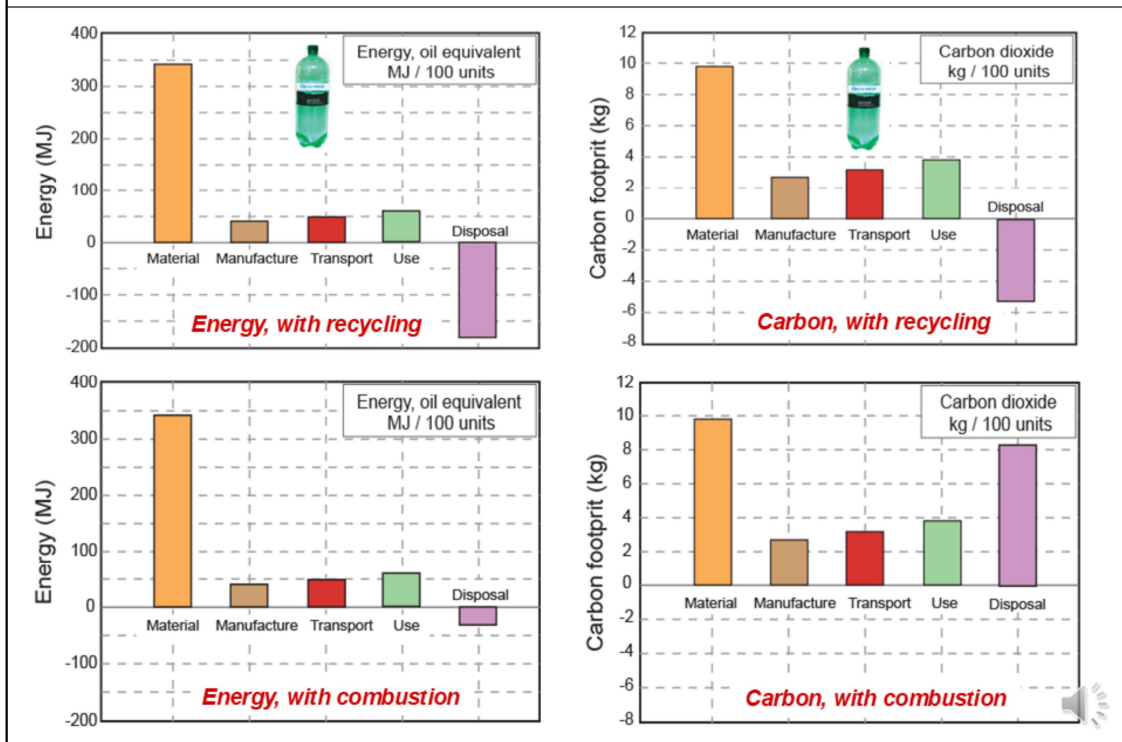 400
300
200
100
0
-100
-200
Energy (MJ)
Energy, oil equivalent
MJ / 100 units
Material
Manufacture
Transport
Use
Disposal
Energy, with recycling
12
10
8
6
4
2
0
-2
-4
-6
-8
Carbon footprit (kg)
Carbon dioxide
kg / 100 units
Material
Manufacture
Transport
Use
Disposal
Carbon, with recycling
400
300
200
100
0
-100
-200
Energy (MJ)
Energy, oil equivalent
MJ / 100 units
Material
Manufacture
Transport
Use
Disposal
Energy, with combustion
12
10
8
6
4
2
0
-2
-4
-6
-8
Carbon footprit (kg)
Carbon dioxide
kg / 100 units
Material
Manufacture
Transport
Use
Disposal
Carbon, with combustion